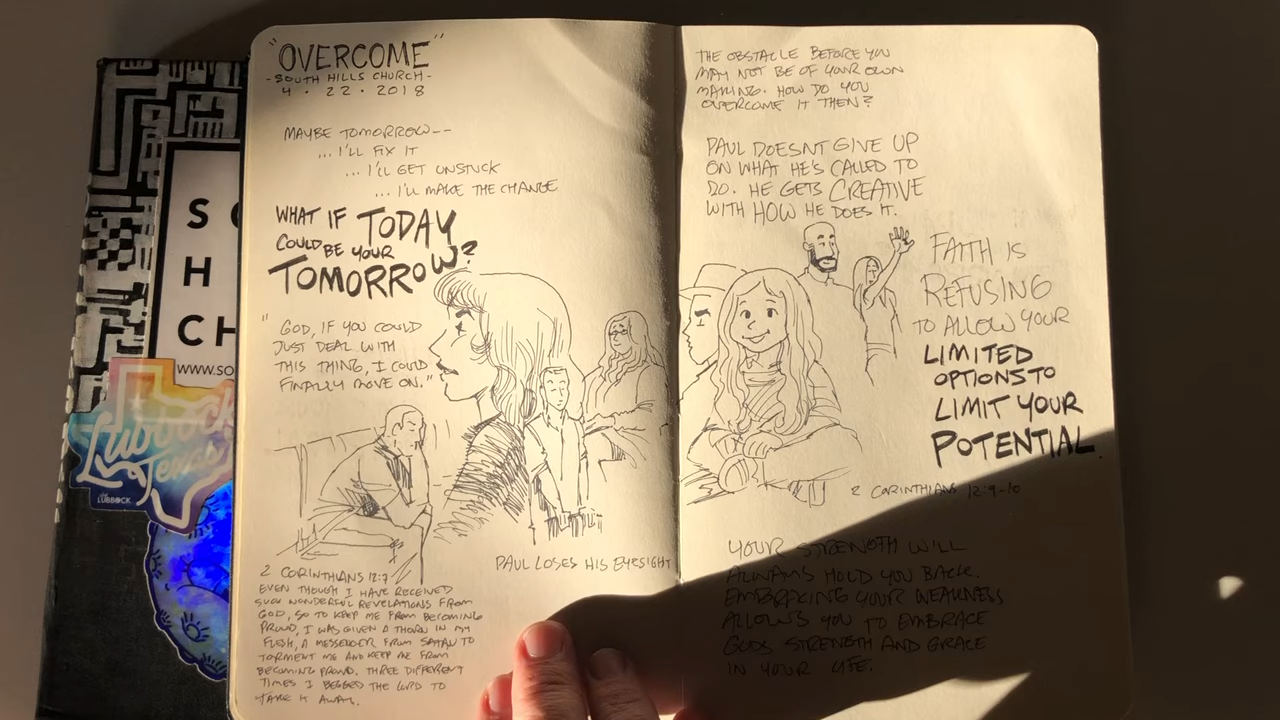 "OVERCOME"
-SOUTH HILLS CHURCH-
4 · 22 · 2018
MAYBE TOMORROW--
...I'LL FIX IT
...I'LL GET UNSTUCK
...I'LL MAKE THE CHANGE
WHAT IF TODAY
COULD BE YOUR
TOMORROW?
"GOD, IF YOU COULD
JUST DEAL WITH
THIS THING, I COULD
FINALLY MOVE ON."
2 CORINTHIANS 12:7
EVEN THOUGH I HAVE RECEIVED
SUCH WONDERFUL REVELATIONS FROM
GOD, SO TO KEEP ME FROM BECOMING
PROUD, I WAS GIVEN A THORN IN MY
FLESH, A MESSENGER FROM SATAN TO
TORMENT ME AND KEEP ME FROM
BECOMING PROUD. THREE DIFFERENT
TIMES I BEGGED THE LORD TO
TAKE IT AWAY.
PAUL LOSES HIS EYESIGHT
THE OBSTACLE BEFORE YOU
MAY NOT BE OF YOUR OWN
MAKING. HOW DO YOU
OVERCOME IT THEN?
PAUL DOESNT GIVE UP
ON WHAT HE'S CALLED TO
DO. HE GETS CREATIVE
WITH HOW HE DOES IT.
FAITH IS
REFUSING
TO ALLOW YOUR
LIMITED
OPTIONS TO
LIMIT YOUR
POTENTIAL.
2 CORINTHIANS 12:9-10
YOUR STRENGTH WILL
ALWAYS HOLD YOU BACK.
EMBRACING YOUR WEAKNESS
ALLOWS YOU TO EMBRACE
GODS STRENGTH AND GRACE
IN YOUR LIFE.
SO
H
CH
WWW.SO
Lubbock
Texas
LUBBOCK